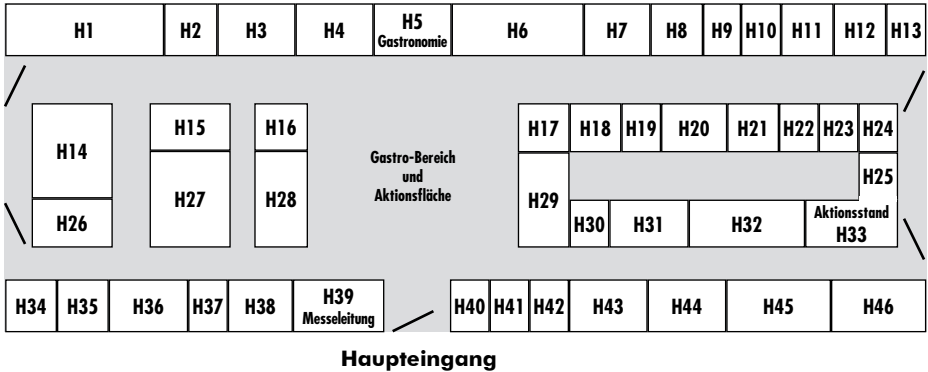 H1 H2 H3 H4 H5 H6 H7 H8 H9 H10 H11 H12 H13
Gastronomie
H14 H15 H16 H17 H18 H19 H20 H21 H22 H23 H24
Gastro-Bereich
und
Aktionsfläche
H25
H26 H27 H28 H29 H30 H31 H32
Aktionsstand
H33
H34 H35 H36 H37 H38 H39 H40 H41 H42 H43 H44 H45 H46
Messeleitung
Haupteingang